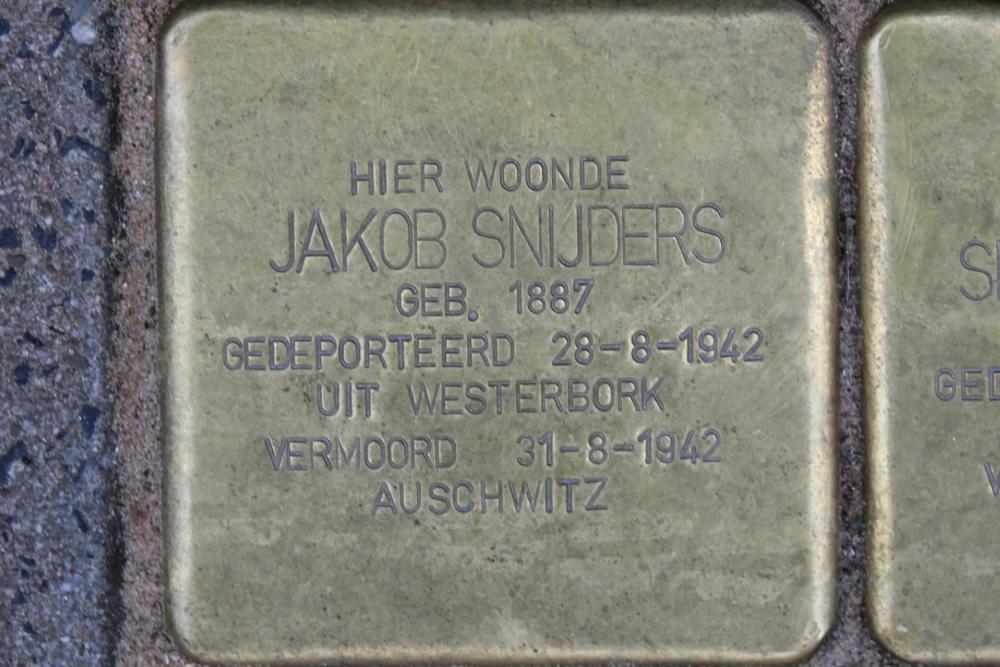 HIER WOONDE
JAKOB SNIJDERS
GEB. 1887
GEDEPORTEERD 28-8-1942
UIT WESTERBORK
VERMOORD 31-8-1942
AUSCHWITZ